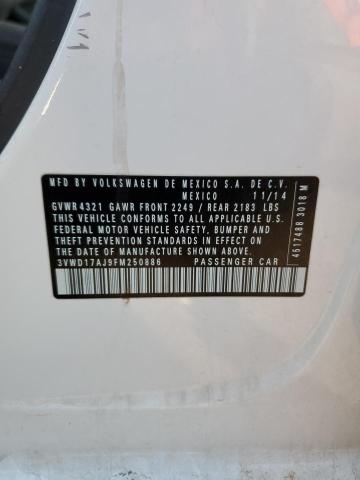 MFD. BY VOLKSWAGEN DE MEXICO S.A. DE C.V.
MEXICO 11/14
GVWR 4321 GAWR FRONT 2249 / REAR 2183 LBS
THIS VEHICLE CONFORMS TO ALL APPLICABLE U.S.
FEDERAL MOTOR VEHICLE SAFETY, BUMPER AND
THEFT PREVENTION STANDARDS IN EFFECT ON THE
DATE OF MANUFACTURE SHOWN ABOVE.
3VWD17AJ9FM250886 PASSENGER CAR
4517488 3018 M